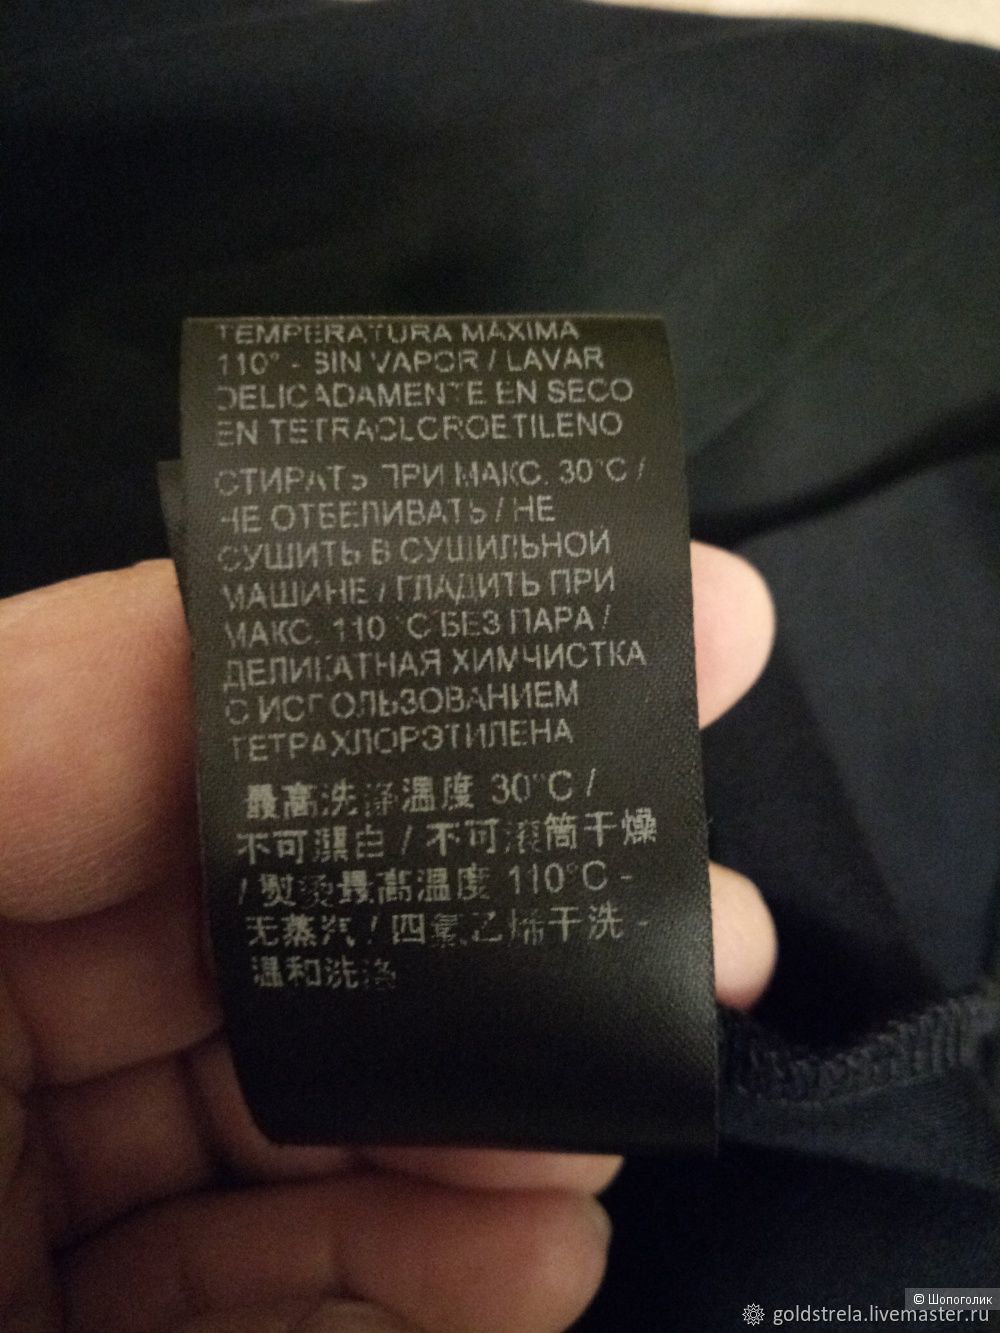 TEMPERATURA MAXIMA
110° - SIN VAPOR / LAVAR
DELICADAMENTE EN SECO
EN TETRACLOROETILENO
СТИРАТЬ ПРИ МАКС. 30°C /
НЕ ОТБЕЛИВАТЬ / НЕ
СУШИТЬ В СУШИЛЬНОЙ
МАШИНЕ / ГЛАДИТЬ ПРИ
МАКС. 110 °C БЕЗ ПАРА /
ДЕЛИКАТНАЯ ХИМЧИСТКА
С ИСПОЛЬЗОВАНИЕМ
ТЕТРАХЛОРЭТИЛЕНА
最高洗涤温度 30°C /
不可漂白 / 不可滚筒干燥
/ 熨烫最高温度 110°C -
无蒸汽 / 四氯乙烯干洗 -
温和洗涤
© Шопоголик
goldstrela.livemaster.ru